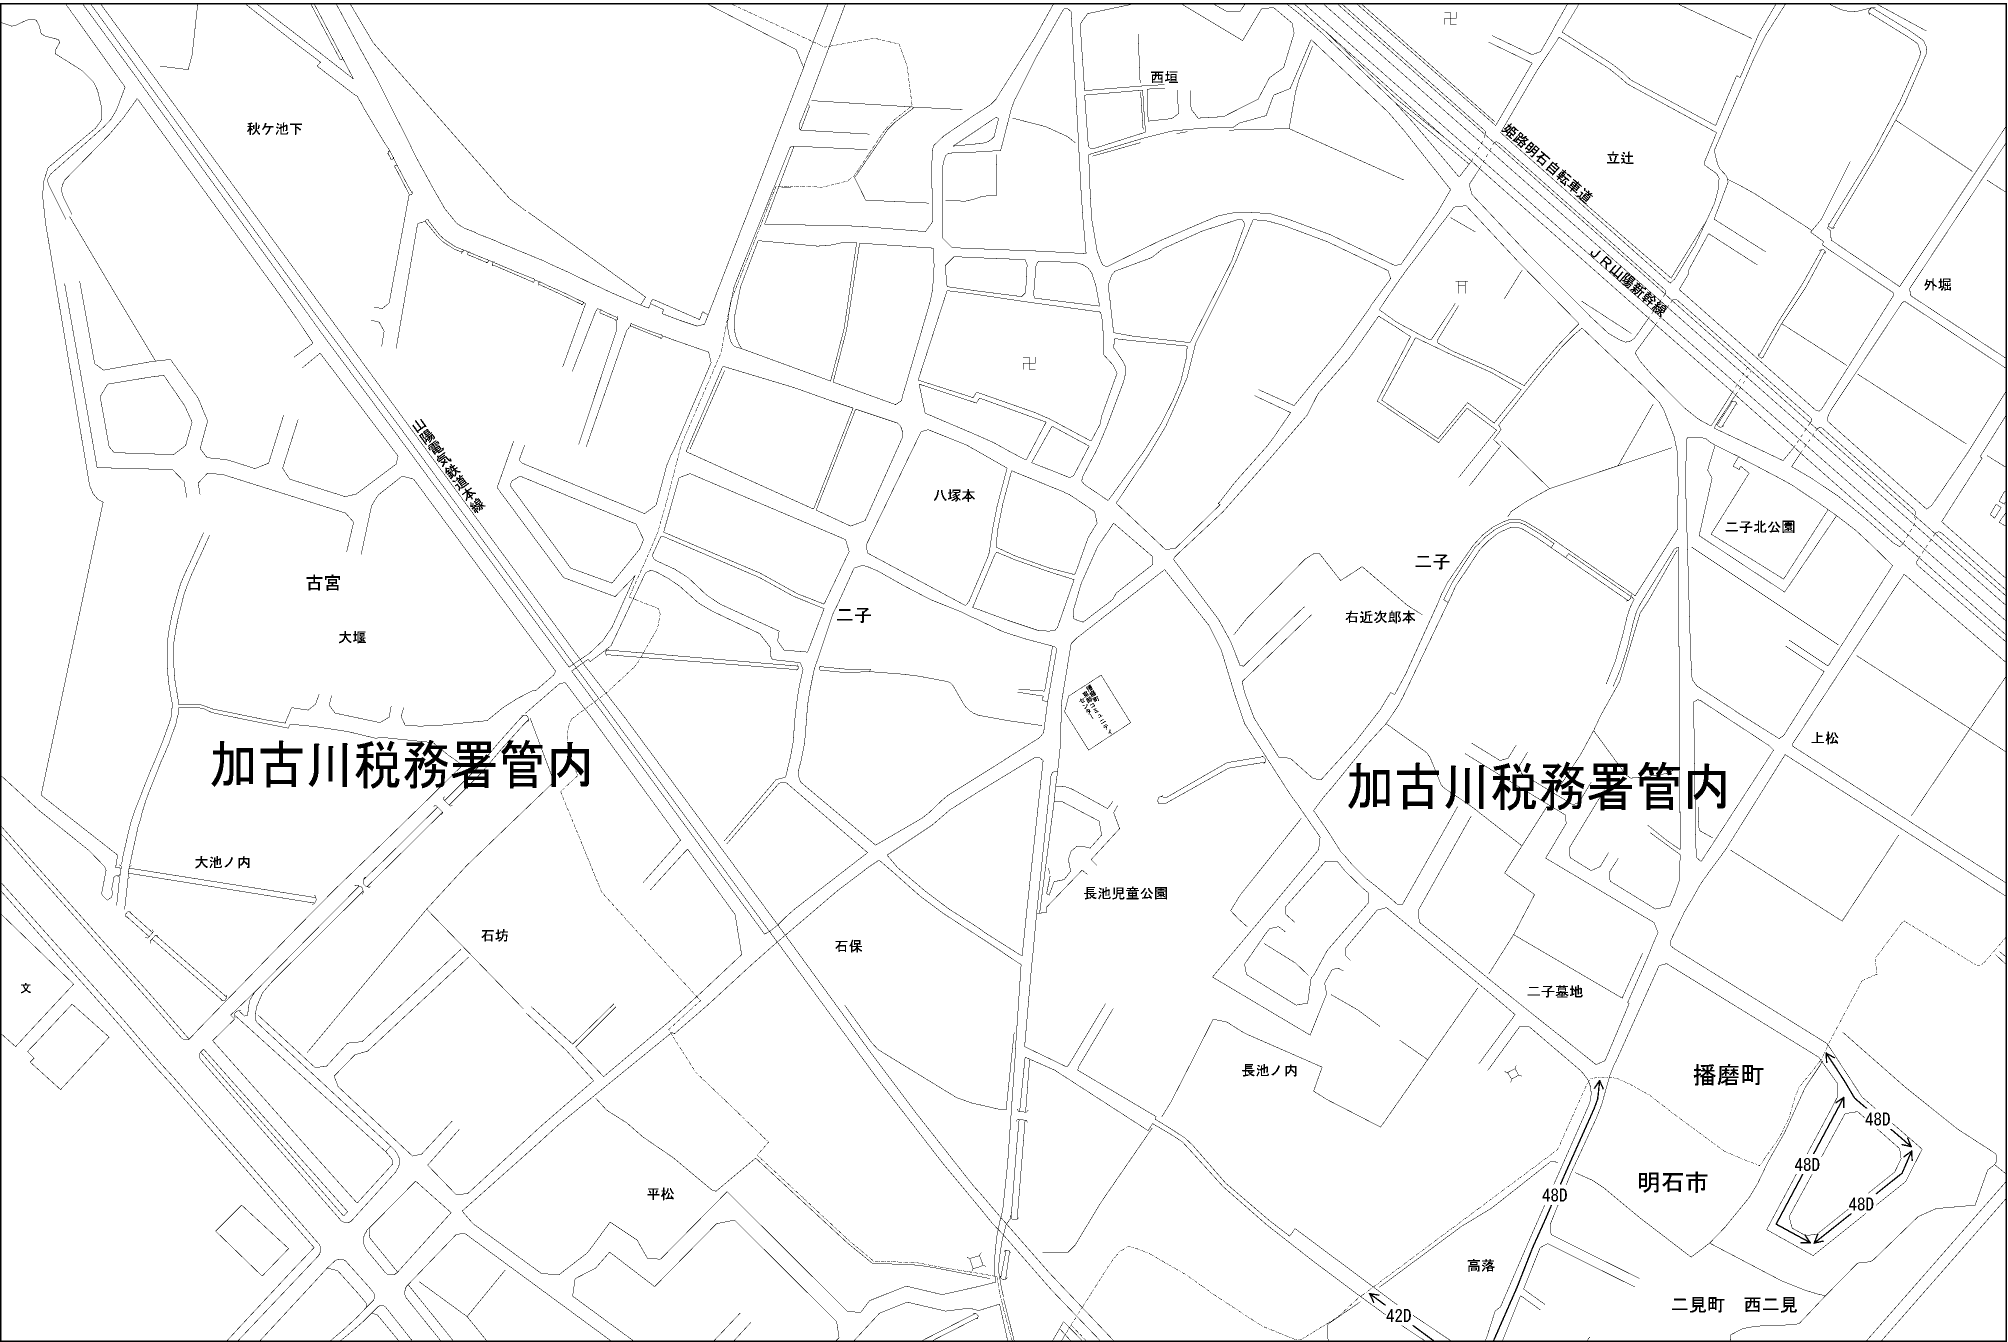 西垣
秋ケ池下
姫路明石自転車道
立辻
JR山陽新幹線
外堀
山陽電気鉄道本線
八塚本
二子北公園
二子
古宮
二子
右近次郎本
大堰
上松
加古川税務署管内
加古川税務署管内
大池ノ内
長池児童公園
石坊
石保
文
二子墓地
長池ノ内
播磨町
48D
48D
明石市
平松
48D
48D
高落
二見町 西二見
42D